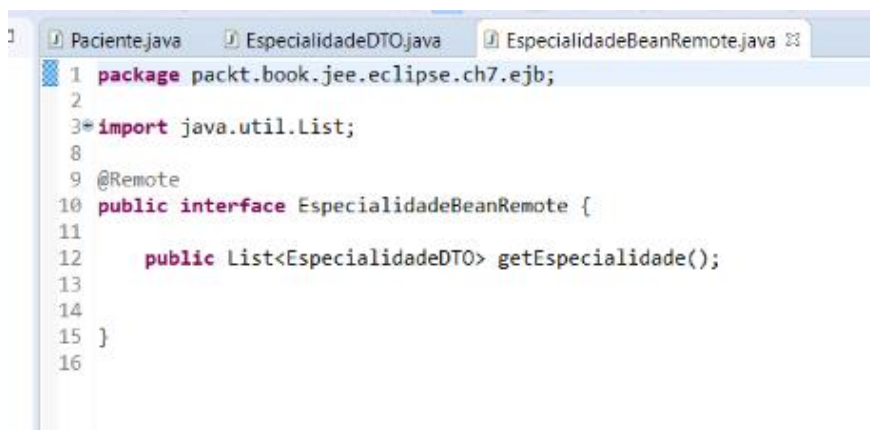 Paciente.java EspecialidadeDTO.java EspecialidadeBeanRemote.java
1 package packt.book.jee.eclipse.ch7.ejb;
2
3 import java.util.List;
8
9 @Remote
10 public interface EspecialidadeBeanRemote {
11
12 public List<EspecialidadeDTO> getEspecialidade();
13
14
15 }
16